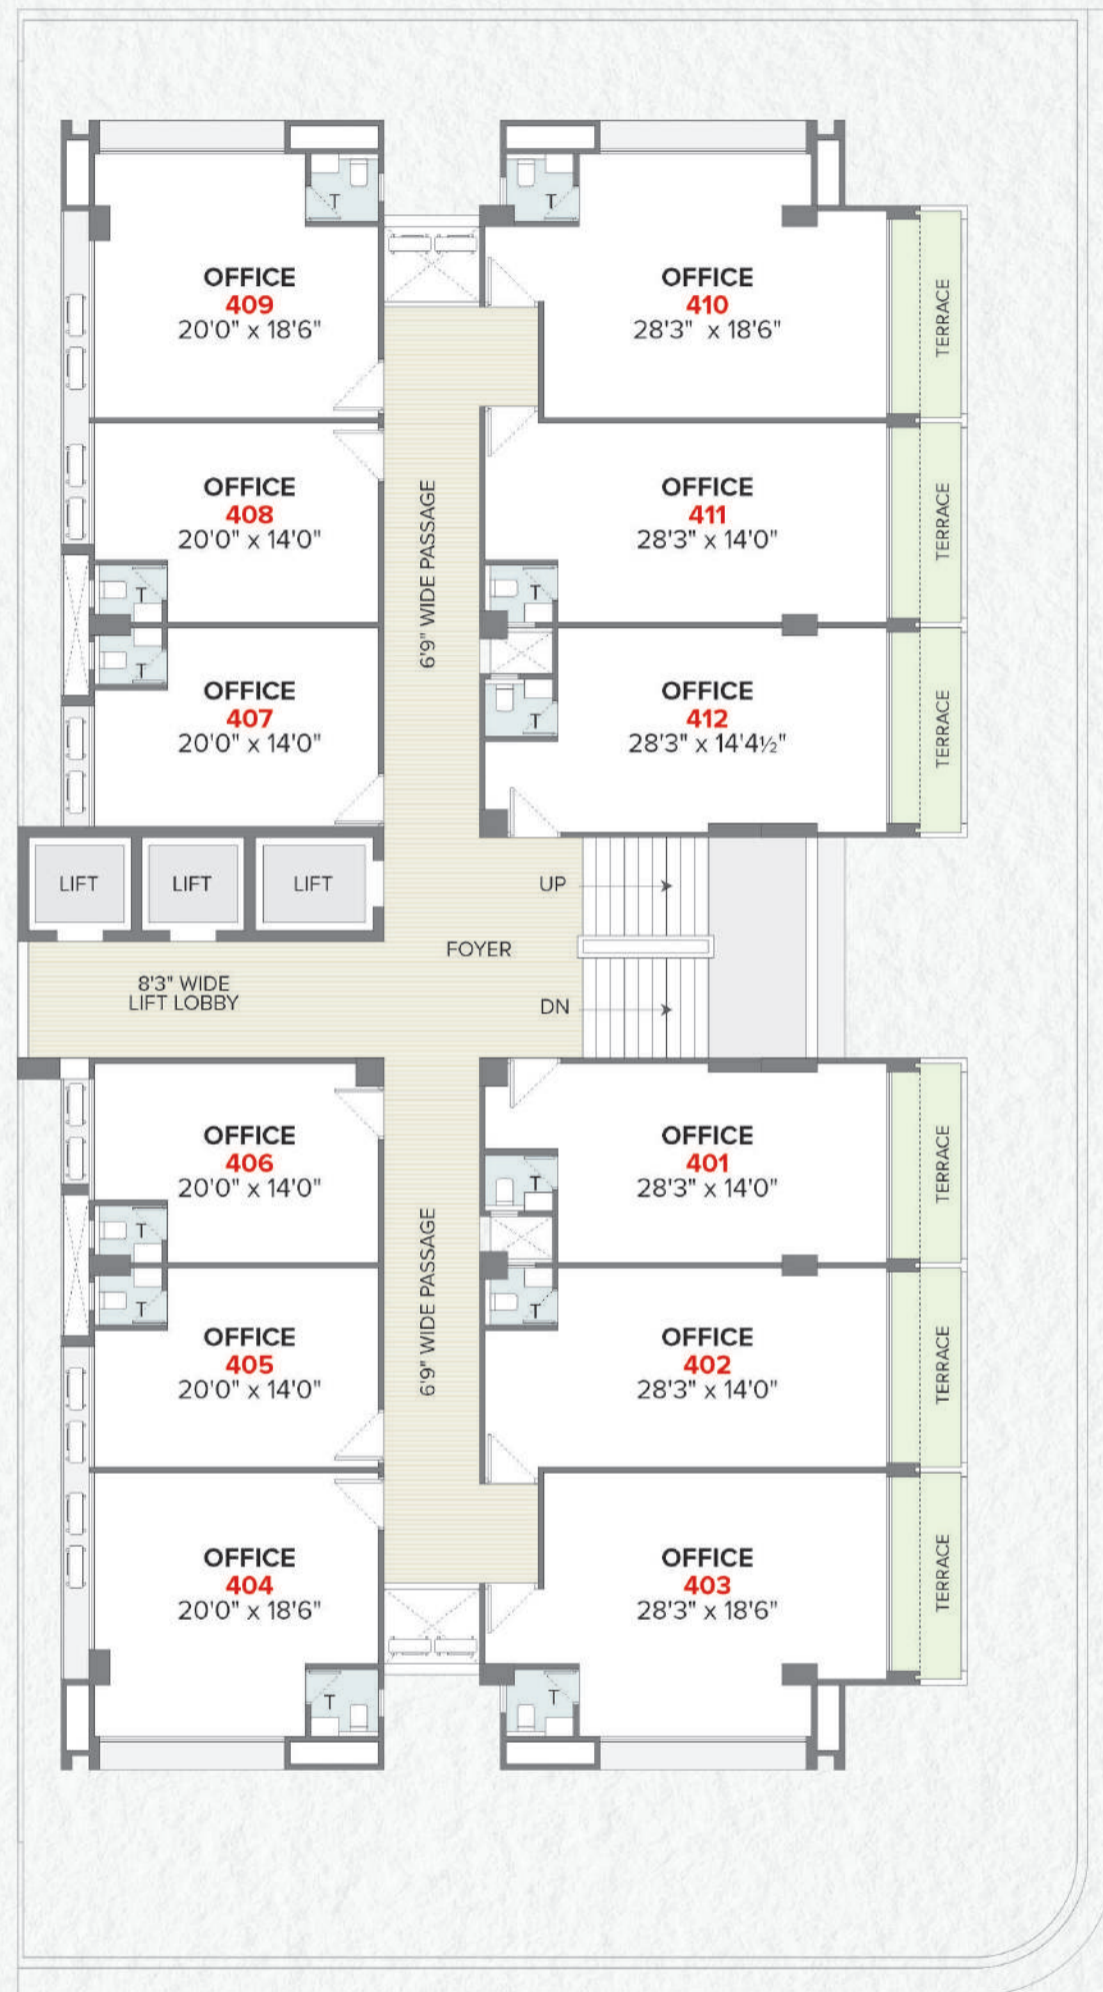 T
OFFICE
409
20'0" x 18'6"
T
OFFICE
410
28'3" x 18'6"
TERRACE
OFFICE
408
20'0" x 14'0"
T
6'9" WIDE PASSAGE
OFFICE
411
28'3" x 14'0"
T
TERRACE
T
OFFICE
407
20'0" x 14'0"
OFFICE
412
28'3" x 14'4½"
T
TERRACE
LIFT
LIFT
LIFT
UP
FOYER
8'3" WIDE
LIFT LOBBY
DN
OFFICE
406
20'0" x 14'0"
T
OFFICE
401
28'3" x 14'0"
T
TERRACE
T
OFFICE
405
20'0" x 14'0"
6'9" WIDE PASSAGE
T
OFFICE
402
28'3" x 14'0"
TERRACE
OFFICE
404
20'0" x 18'6"
T
OFFICE
403
28'3" x 18'6"
T
TERRACE